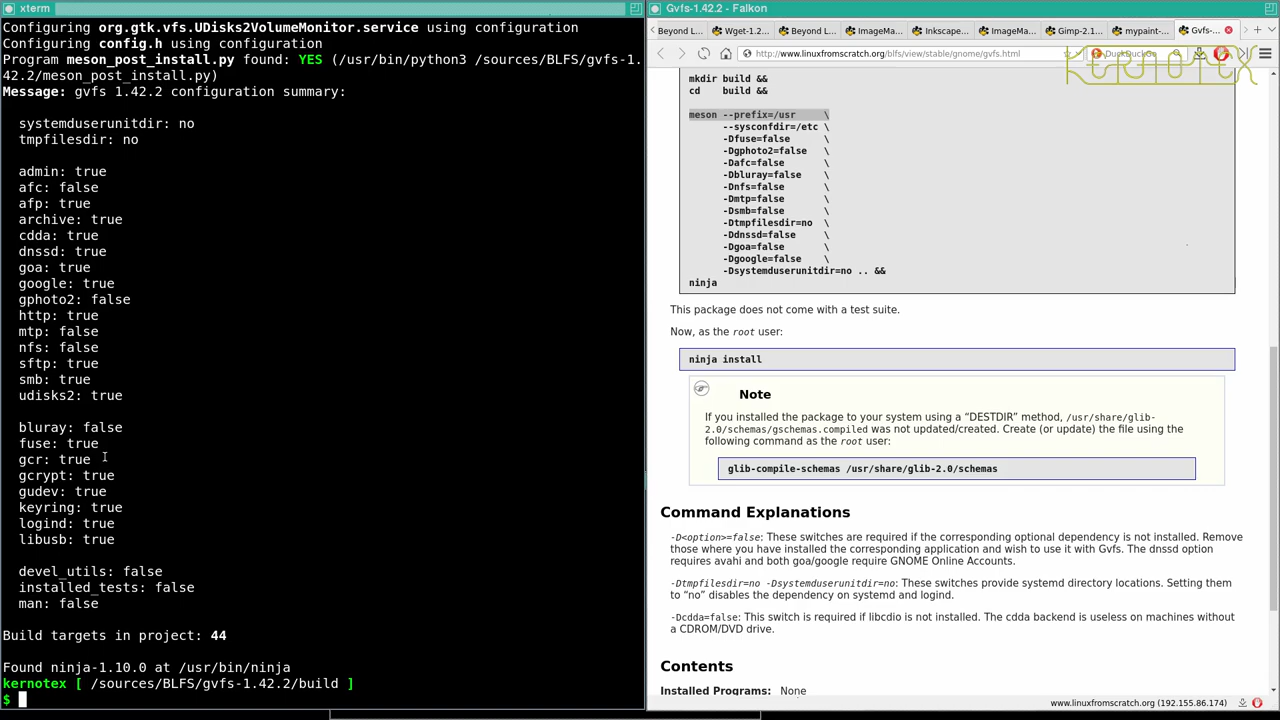 xterm
Configuring org.gtk.vfs.UDisks2VolumeMonitor.service using configuration
Configuring config.h using configuration
Program meson_post_install.py found: YES (/usr/bin/python3 /sources/BLFS/gvfs-1.
42.2/meson_post_install.py)
Message: gvfs 1.42.2 configuration summary:
systemduserunitdir: no
tmpfilesdir: no
admin: true
afc: false
afp: true
archive: true
cdda: true
dnssd: true
goa: true
google: true
gphoto2: false
http: true
mtp: false
nfs: false
sftp: true
smb: true
udisks2: true
bluray: false
fuse: true
gcr: true
gcrypt: true
gudev: true
keyring: true
logind: true
libusb: true
devel_utils: false
installed_tests: false
man: false
Build targets in project: 44
Found ninja-1.10.0 at /usr/bin/ninja
kernotex [ /sources/BLFS/gvfs-1.42.2/build ]
$
Gvfs-1.42.2 - Falkon
Beyond L... Wget-1.2... Beyond L... ImageMa... Inkscape... ImageMa... Gimp-2.1... mypaint-... Gvfs-...
http://www.linuxfromscratch.org/blfs/view/stable/gnome/gvfs.html
DuckDuckGo
KERNOTEX
mkdir build &&
cd build &&
meson --prefix=/usr \
--sysconfdir=/etc \
-Dfuse=false \
-Dgphoto2=false \
-Dafc=false \
-Dbluray=false \
-Dnfs=false \
-Dmtp=false \
-Dsmb=false \
-Dtmpfilesdir=no \
-Ddnssd=false \
-Dgoa=false \
-Dgoogle=false \
-Dsystemduserunitdir=no .. &&
ninja
This package does not come with a test suite.
Now, as the root user:
ninja install
Note
If you installed the package to your system using a “DESTDIR” method, /usr/share/glib-
2.0/schemas/gschemas.compiled was not updated/created. Create (or update) the file using the
following command as the root user:
glib-compile-schemas /usr/share/glib-2.0/schemas
Command Explanations
-D<option>=false: These switches are required if the corresponding optional dependency is not installed. Remove
those where you have installed the corresponding application and wish to use it with Gvfs. The dnssd option
requires avahi and both goa/google require GNOME Online Accounts.
-Dtmpfilesdir=no -Dsystemduserunitdir=no: These switches provide systemd directory locations. Setting them
to “no” disables the dependency on systemd and logind.
-Dcdda=false: This switch is required if libcdio is not installed. The cdda backend is useless on machines without
a CDROM/DVD drive.
Contents
Installed Programs: None
www.linuxfromscratch.org (192.155.86.174)